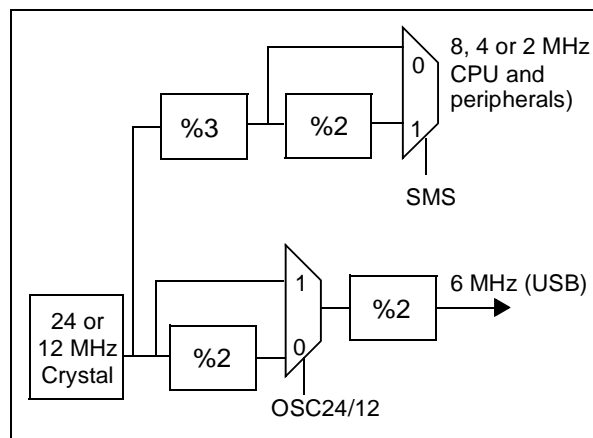 8, 4 or 2 MHz
CPU and
peripherals)
0
1
%3
%2
SMS
24 or
12 MHz
Crystal
%2
1
0
%2
6 MHz (USB)
OSC24/12